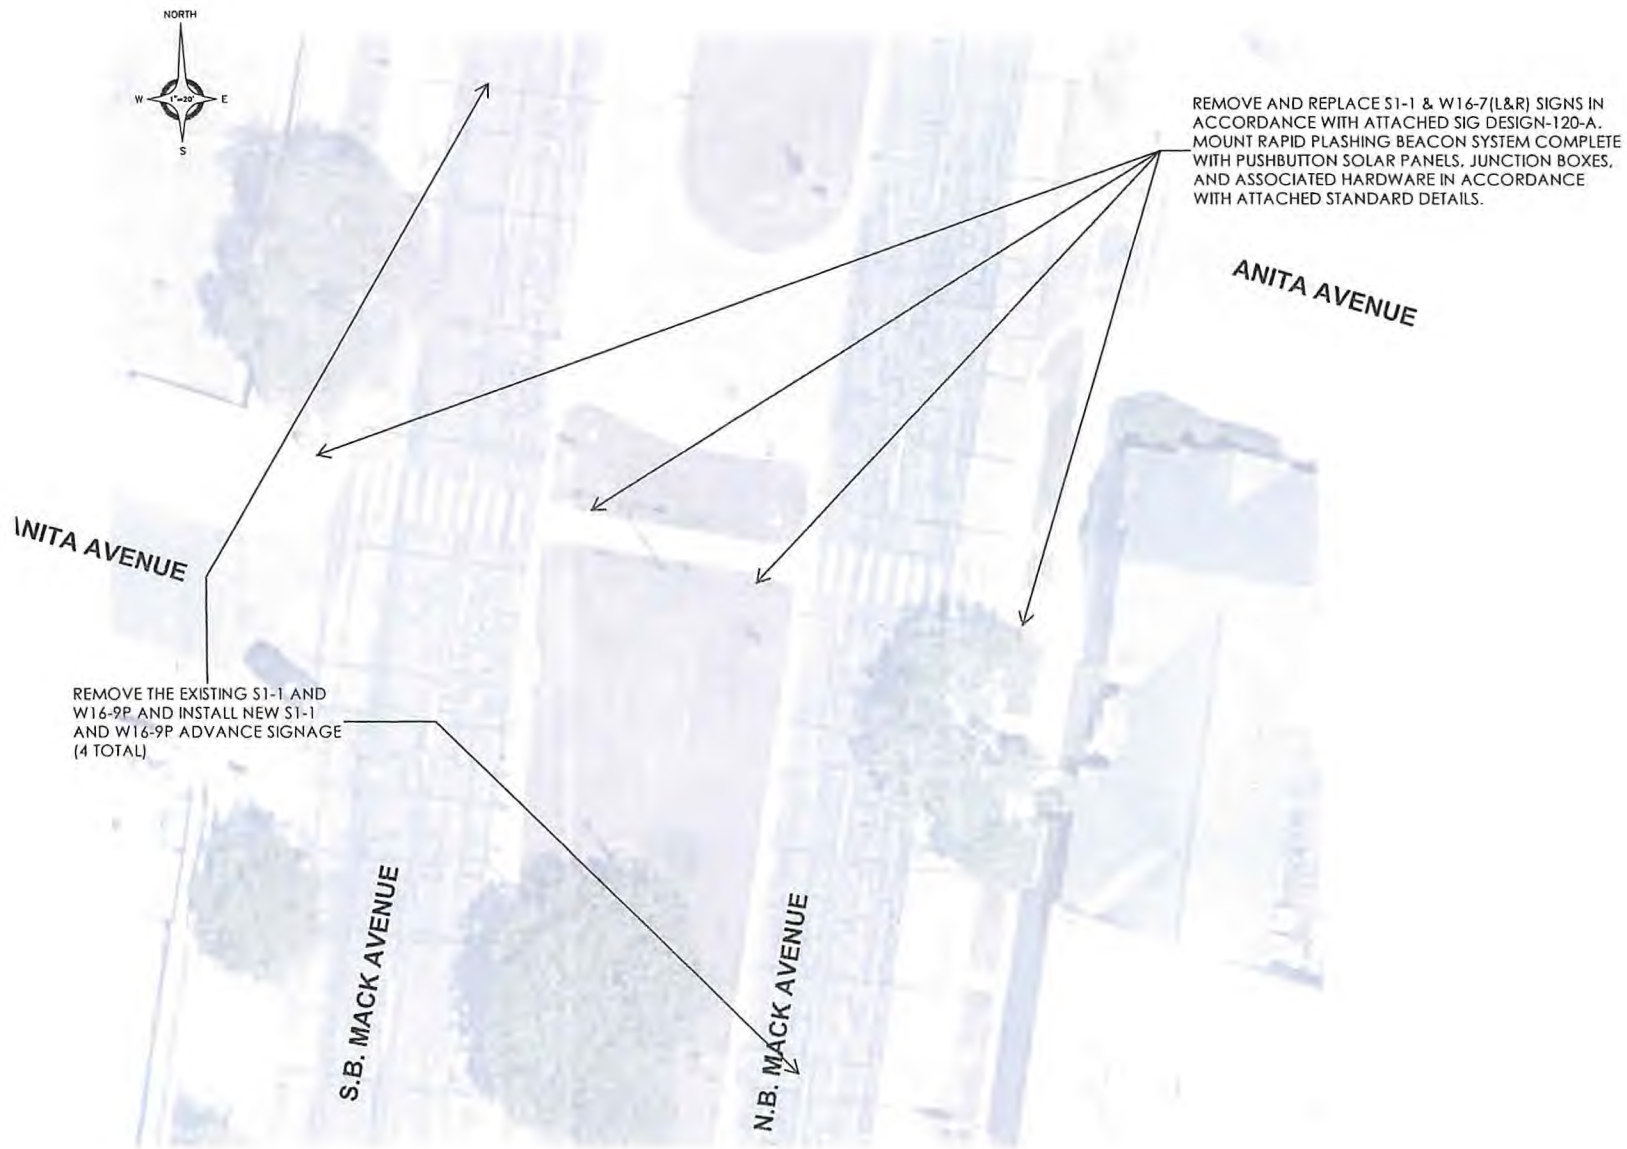 NORTH
W 1"=20' E
S
REMOVE AND REPLACE S1-1 & W16-7(L&R) SIGNS IN
ACCORDANCE WITH ATTACHED SIG DESIGN-120-A.
MOUNT RAPID PLASHING BEACON SYSTEM COMPLETE
WITH PUSHBUTTON SOLAR PANELS, JUNCTION BOXES,
AND ASSOCIATED HARDWARE IN ACCORDANCE
WITH ATTACHED STANDARD DETAILS.
ANITA AVENUE
\NITA AVENUE
REMOVE THE EXISTING S1-1 AND
W16-9P AND INSTALL NEW S1-1
AND W16-9P ADVANCE SIGNAGE
(4 TOTAL)
S.B. MACK AVENUE
N.B. MACK AVENUE